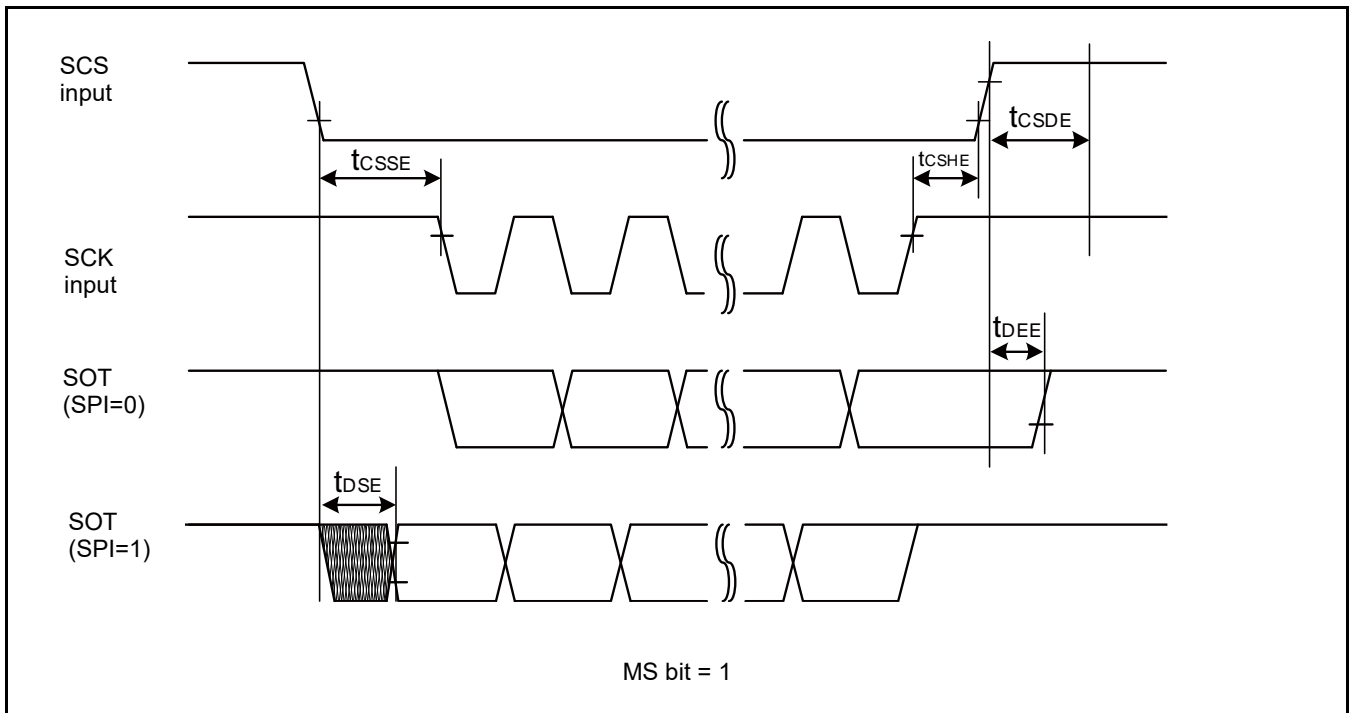 SCS
input
tCSDE
tCSSE
tCSHE
SCK
input
tDEE
SOT
(SPI=0)
tDSE
SOT
(SPI=1)
MS bit = 1